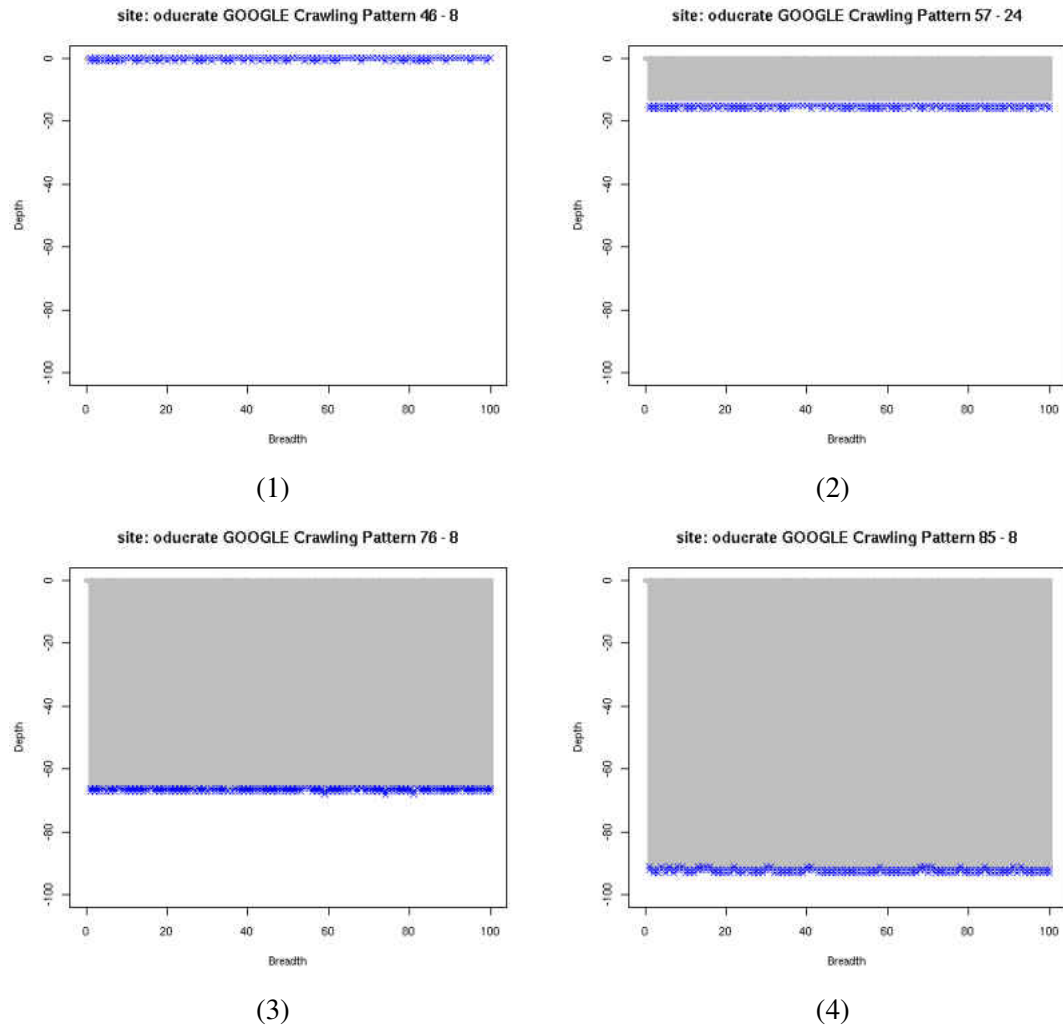 site: oducrate GOOGLE Crawling Pattern 46 - 8
0
-20
-40
-60
-80
-100
Depth
0 20 40 60 80 100
Breadth
(1)
site: oducrate GOOGLE Crawling Pattern 57 - 24
0
-20
-40
-60
-80
-100
Depth
0 20 40 60 80 100
Breadth
(2)
site: oducrate GOOGLE Crawling Pattern 76 - 8
0
-20
-40
-60
-80
-100
Depth
0 20 40 60 80 100
Breadth
(3)
site: oducrate GOOGLE Crawling Pattern 85 - 8
0
-20
-40
-60
-80
-100
Depth
0 20 40 60 80 100
Breadth
(4)